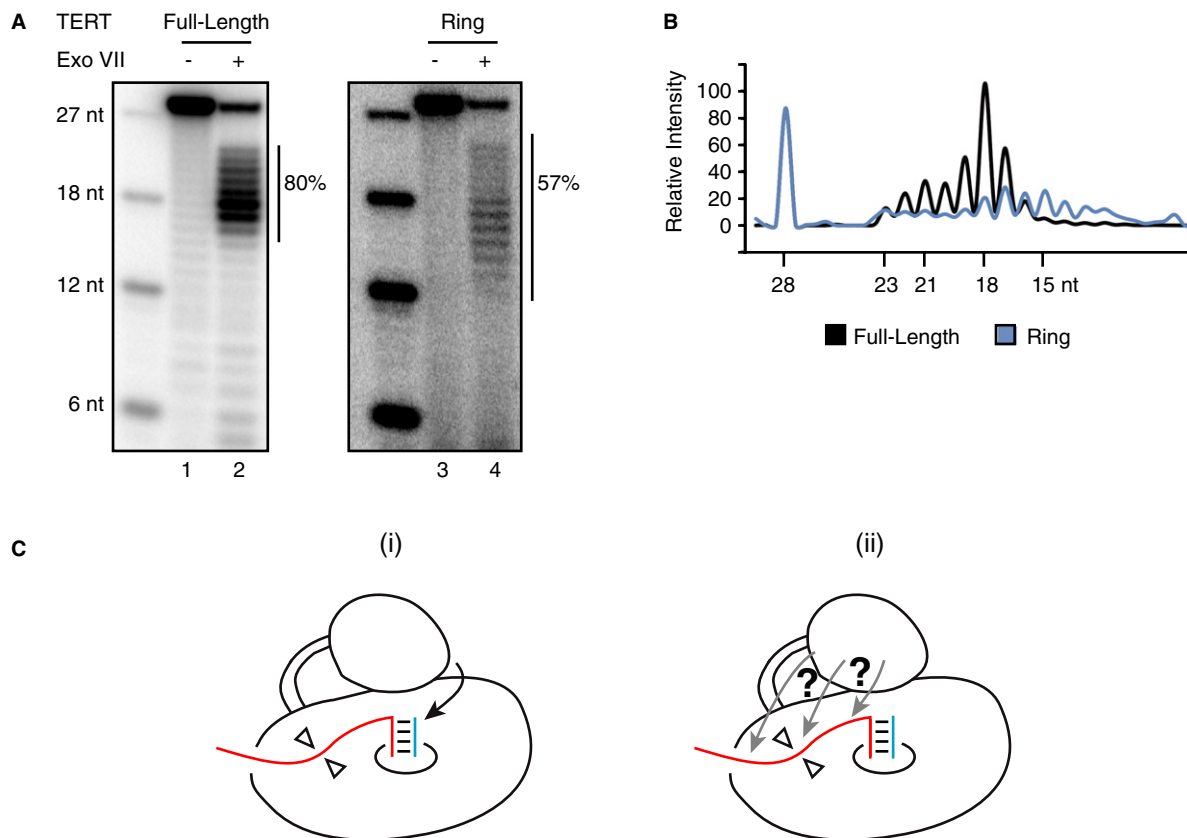 A
TERT Full-Length Ring
Exo VII - + - +
27 nt
18 nt
12 nt
6 nt
80%
57%
1 2 3 4
B
Relative Intensity
100
80
60
40
20
0
28 23 21 18 15 nt
Full-Length Ring
C
(i) (ii)
? ?